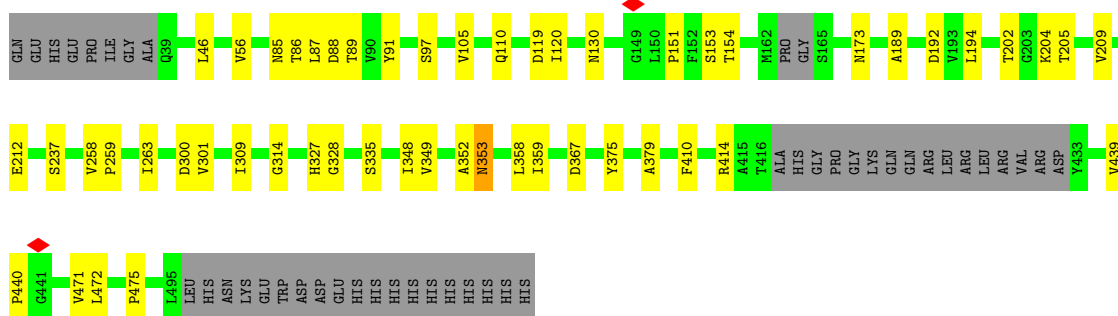 GLN GLU HIS GLU PRO ILE GLY ALA Q39 L46 V56 N85 T86 L87 D88 T89 V90 Y91 S97 V105 Q110 D119 I120 N130 G149 L150 P151 F152 S153 T154 M162 PRO GLY S165 N173 A189 D192 V193 L194 T202 G203 K204 T205 V209
E212 S237 V258 P259 I263 D300 V301 I309 G314 H327 G328 S335 I348 V349 A352 N353 L358 I359 D367 Y375 A379 F410 R414 A415 T416 ALA HIS GLY PRO GLY LYS GLN GLN ARG LEU ARG LEU ARG VAL ARG ASP Y433 V439
P440 G441 V471 L472 P475 L495 LEU HIS ASN LYS GLU TRP ASP ASP GLU HIS HIS HIS HIS HIS HIS HIS HIS